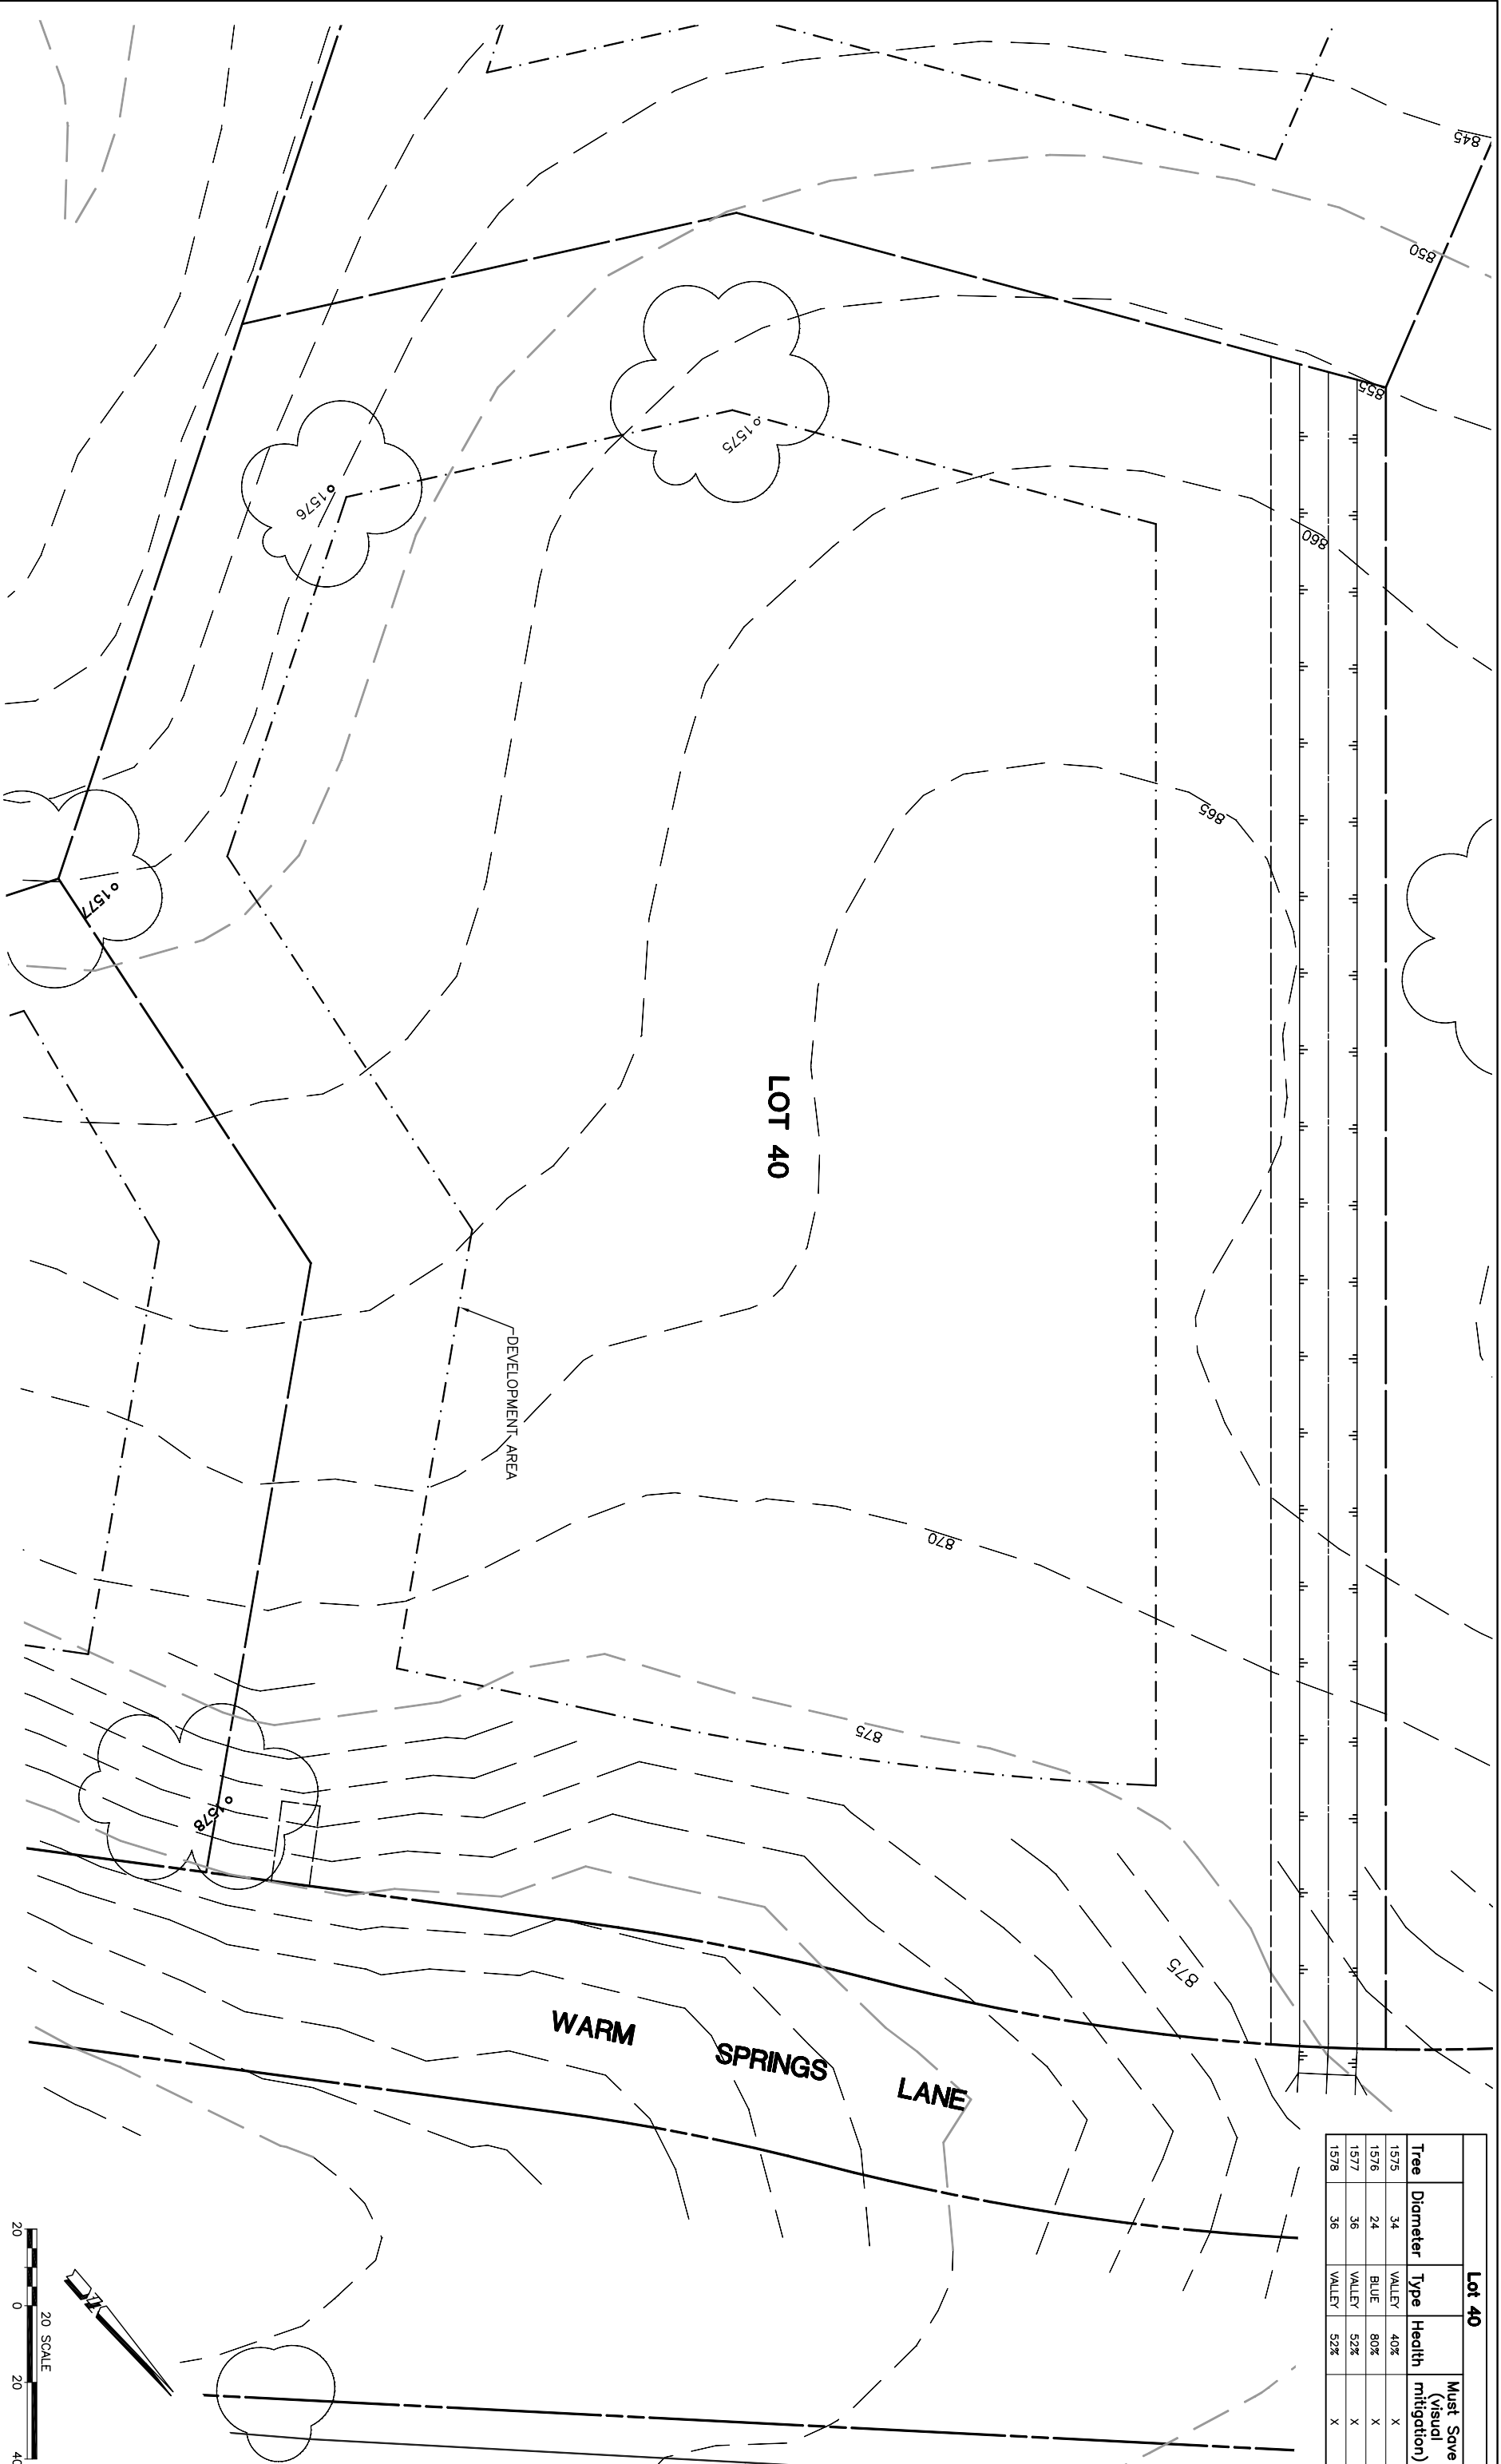 845
850
855
860
865
870
875
875
1575
1576
1577
1578
LOT 40
DEVELOPMENT AREA
WARM SPRINGS LANE
Lot 40
Tree Diameter Type Health Must Save (visual mitigation)
1575 34 VALLEY 40% X
1576 24 BLUE 80% X
1577 36 VALLEY 52% X
1578 36 VALLEY 52% X
20 0 20
20 SCALE